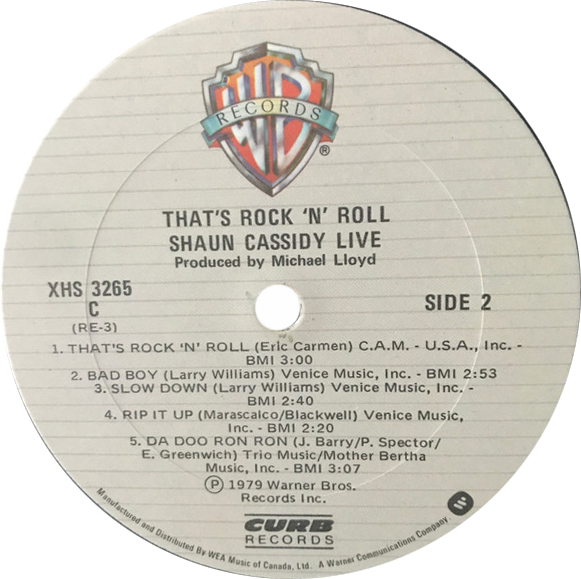 WB
RECORDS
®
THAT'S ROCK 'N' ROLL
SHAUN CASSIDY LIVE
Produced by Michael Lloyd
XHS 3265
C
(RE-3)
SIDE 2
1. THAT'S ROCK 'N' ROLL (Eric Carmen) C.A.M. - U.S.A., Inc. -
BMI 3:00
2. BAD BOY (Larry Williams) Venice Music, Inc. - BMI 2:53
3. SLOW DOWN (Larry Williams) Venice Music, Inc. -
BMI 2:40
4. RIP IT UP (Marascalco/Blackwell) Venice Music,
Inc. - BMI 2:20
5. DA DOO RON RON (J. Barry/P. Spector/
E. Greenwich) Trio Music/Mother Bertha
Music, Inc. - BMI 3:07
Ⓟ 1979 Warner Bros.
Records Inc.
CURB
RECORDS
Manufactured and Distributed By WEA Music of Canada, Ltd. A Warner Communications Company